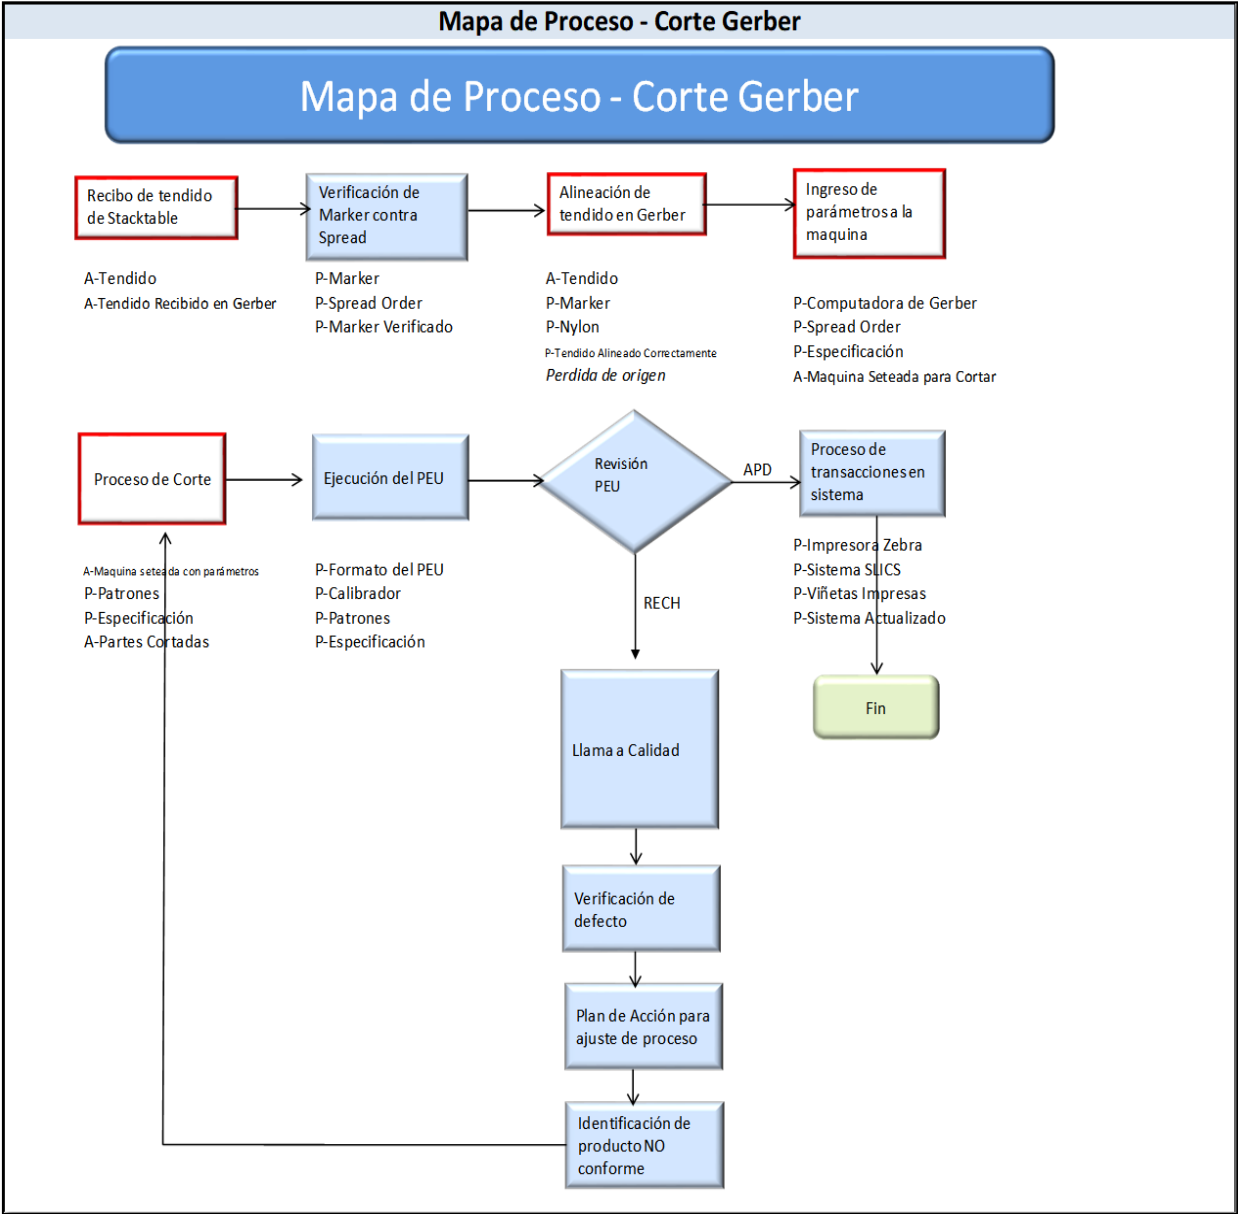 Mapa de Proceso - Corte Gerber
Mapa de Proceso - Corte Gerber
Recibo de tendido
de Stacktable
Verificación de
Marker contra
Spread
Alineación de
tendido en Gerber
Ingreso de
parámetros a la
maquina
A-Tendido
A-Tendido Recibido en Gerber
P-Marker
P-Spread Order
P-Marker Verificado
A-Tendido
P-Marker
P-Nylon
P-Tendido Alineado Correctamente
Perdida de origen
P-Computadora de Gerber
P-Spread Order
P-Especificación
A-Maquina Seteada para Cortar
Proceso de Corte
Ejecución del PEU
Revisión
PEU
APD
Proceso de
transacciones en
sistema
A-Maquina seteada con parámetros
P-Patrones
P-Especificación
A-Partes Cortadas
P-Formato del PEU
P-Calibrador
P-Patrones
P-Especificación
RECH
P-Impresora Zebra
P-Sistema SLICS
P-Viñetas Impresas
P-Sistema Actualizado
Fin
Llama a Calidad
Verificación de
defecto
Plan de Acción para
ajuste de proceso
Identificación de
producto NO
conforme